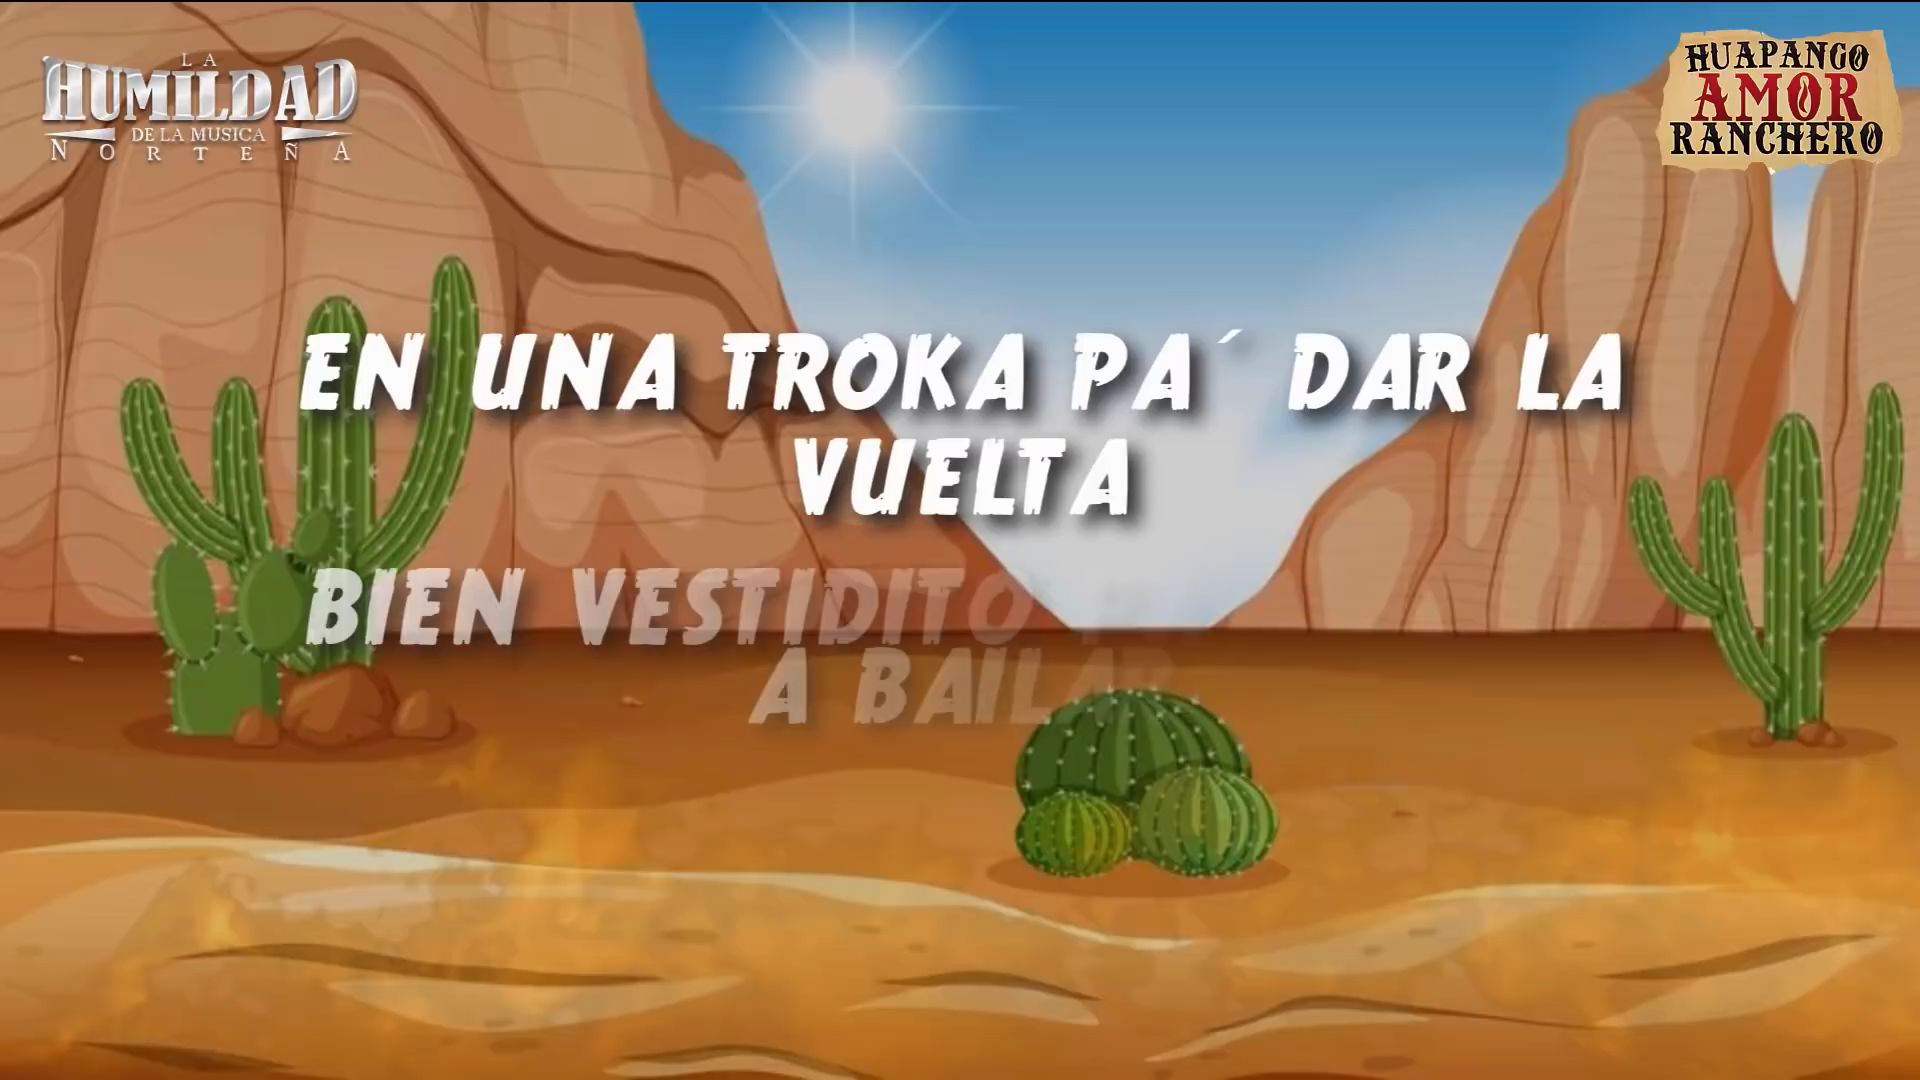 LA
HUMILDAD
DE LA MUSICA
NORTEÑA
HUAPANGO
AMOR
RANCHERO
EN UNA TROKA PA´ DAR LA
VUELTA
BIEN VESTIDITO
A BAILAR